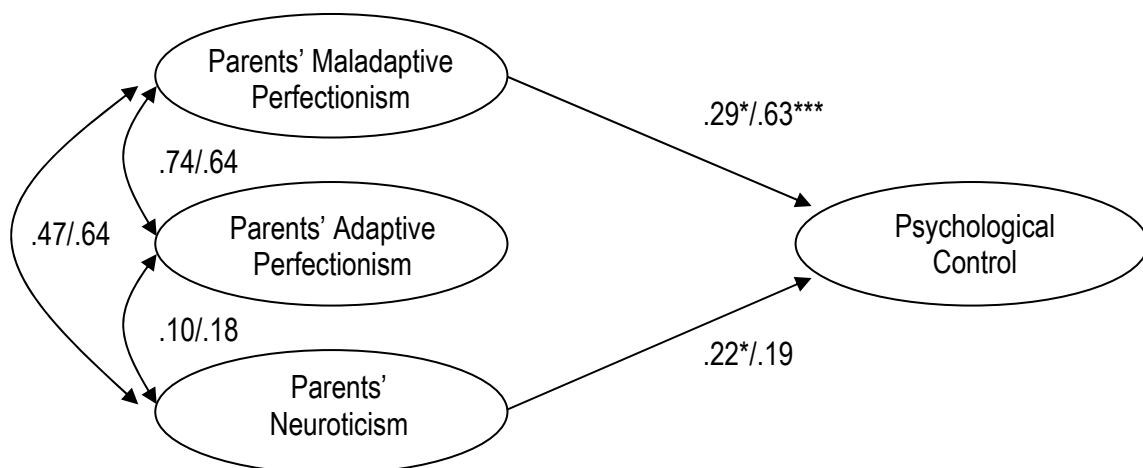 Parents’ Maladaptive
Perfectionism
.29*/.63***
.74/.64
.47/.64
Parents’ Adaptive
Perfectionism
Psychological
Control
.10/.18
.22*/.19
Parents’
Neuroticism